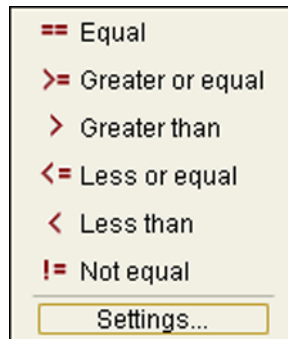 == Equal
>= Greater or equal
> Greater than
<= Less or equal
< Less than
!= Not equal
Settings...